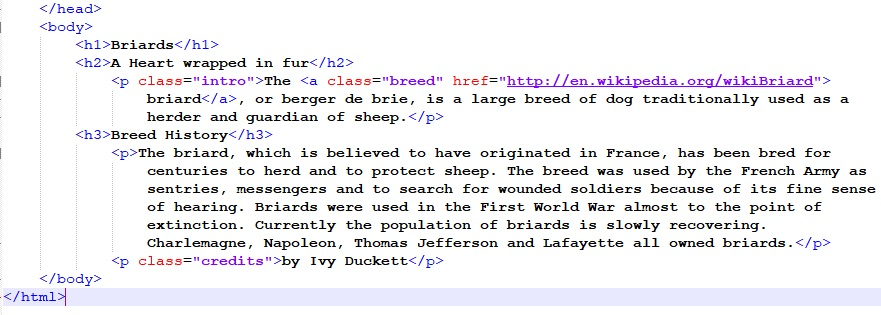 </head>
<body>
<h1>Briards</h1>
<h2>A Heart wrapped in fur</h2>
<p class="intro">The <a class="breed" href="http://en.wikipedia.org/wikiBriard">
briard</a>, or berger de brie, is a large breed of dog traditionally used as a
herder and guardian of sheep.</p>
<h3>Breed History</h3>
<p>The briard, which is believed to have originated in France, has been bred for
centuries to herd and to protect sheep. The breed was used by the French Army as
sentries, messengers and to search for wounded soldiers because of its fine sense
of hearing. Briards were used in the First World War almost to the point of
extinction. Currently the population of briards is slowly recovering.
Charlemagne, Napoleon, Thomas Jefferson and Lafayette all owned briards.</p>
<p class="credits">by Ivy Duckett</p>
</body>
</html>